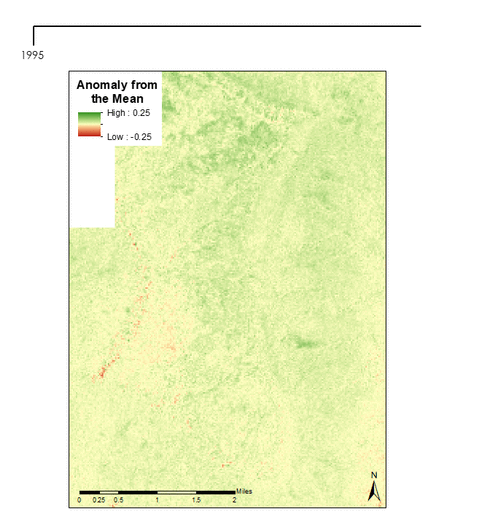 1995
Anomaly from
the Mean
High : 0.25
Low : -0.25
N
Miles
0 0.25 0.5 1 1.5 2